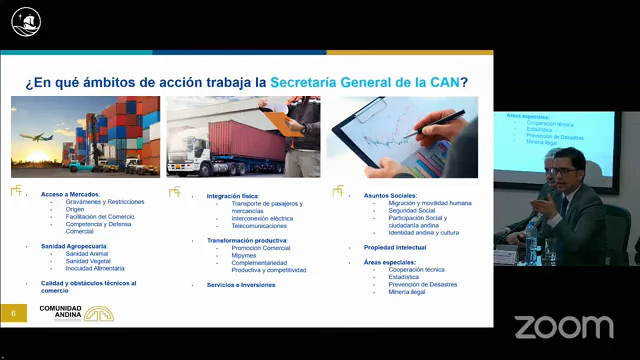 ¿En qué ámbitos de acción trabaja la Secretaría General de la CAN?
Acceso a Mercados:
- Gravámenes y Restricciones
- Origen
- Facilitación del Comercio
- Competencia y Defensa
Comercial
Sanidad Agropecuaria:
- Sanidad Animal
- Sanidad Vegetal
- Inocuidad Alimentaria
Calidad y obstáculos técnicos al
comercio
Integración física:
- Transporte de pasajeros y
mercancías
- Interconexión eléctrica
- Telecomunicaciones
Transformación productiva:
- Promoción Comercial
- Mipymes
- Complementariedad
Productiva y competitividad
Servicios e Inversiones
Asuntos Sociales:
- Migración y movilidad humana
- Seguridad Social
- Participación Social y
ciudadanía andina
- Identidad andina y cultura
Propiedad intelectual
Áreas especiales:
- Cooperación técnica
- Estadística
- Prevención de Desastres
- Minería ilegal
6
COMUNIDAD
ANDINA
Áreas especiales:
- Cooperación técnica
- Estadística
- Prevención de Desastres
- Minería ilegal
zoom